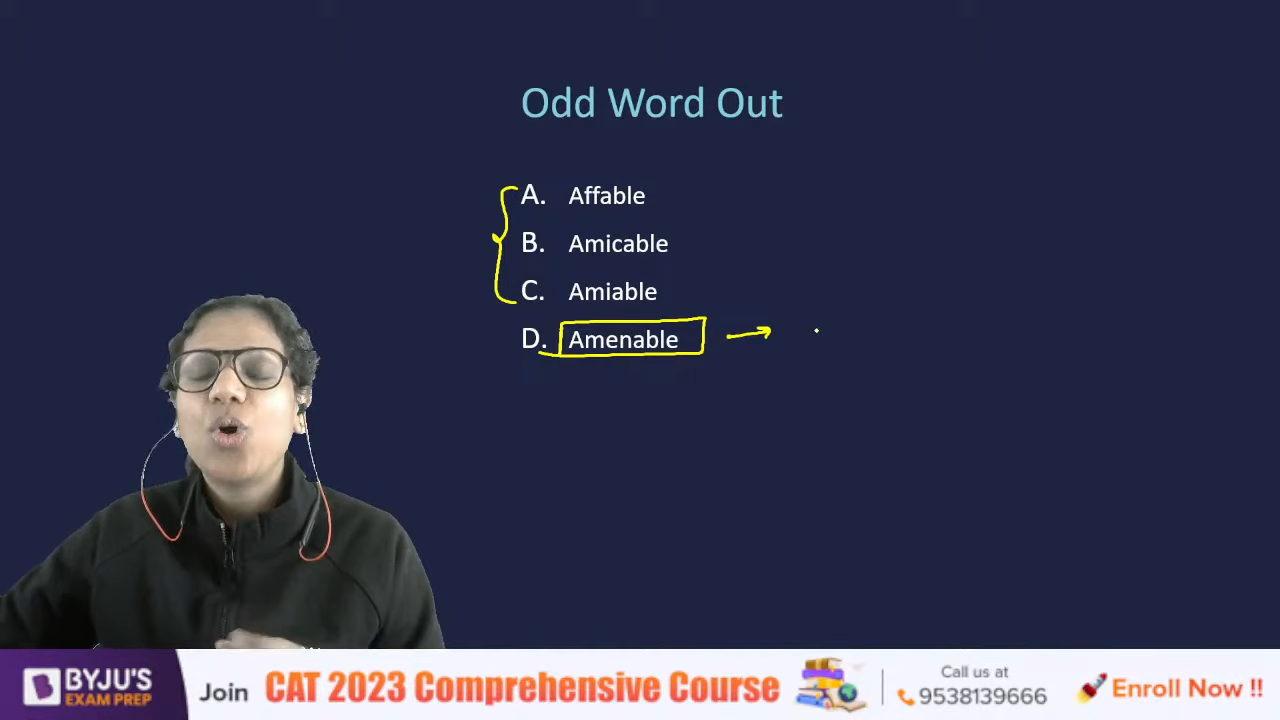 Odd Word Out
A. Affable
B. Amicable
C. Amiable
D. Amenable
BYJU'S
EXAM PREP
Join CAT 2023 Comprehensive Course
Call us at
9538139666
Enroll Now !!